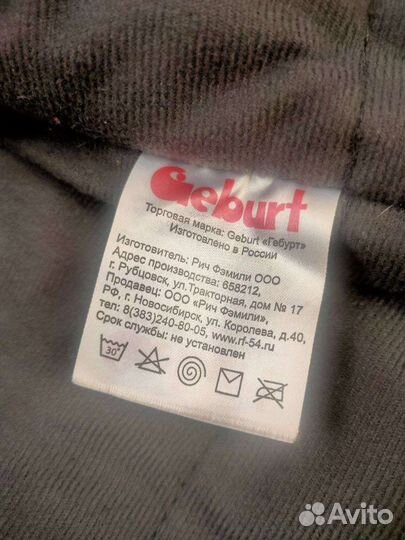 Geburt
Торговая марка: Geburt «Гебурт»
Изготовлено в России
Изготовитель: Рич Фэмили ООО
Адрес производства: 658212,
г. Рубцовск, ул.Тракторная, дом № 17
Продавец: ООО «Рич Фэмили»,
РФ, г. Новосибирск, ул. Королева, д.40,
тел: 8(383)240-80-05, www.rf-54.ru
Срок службы: не установлен
30°
Avito